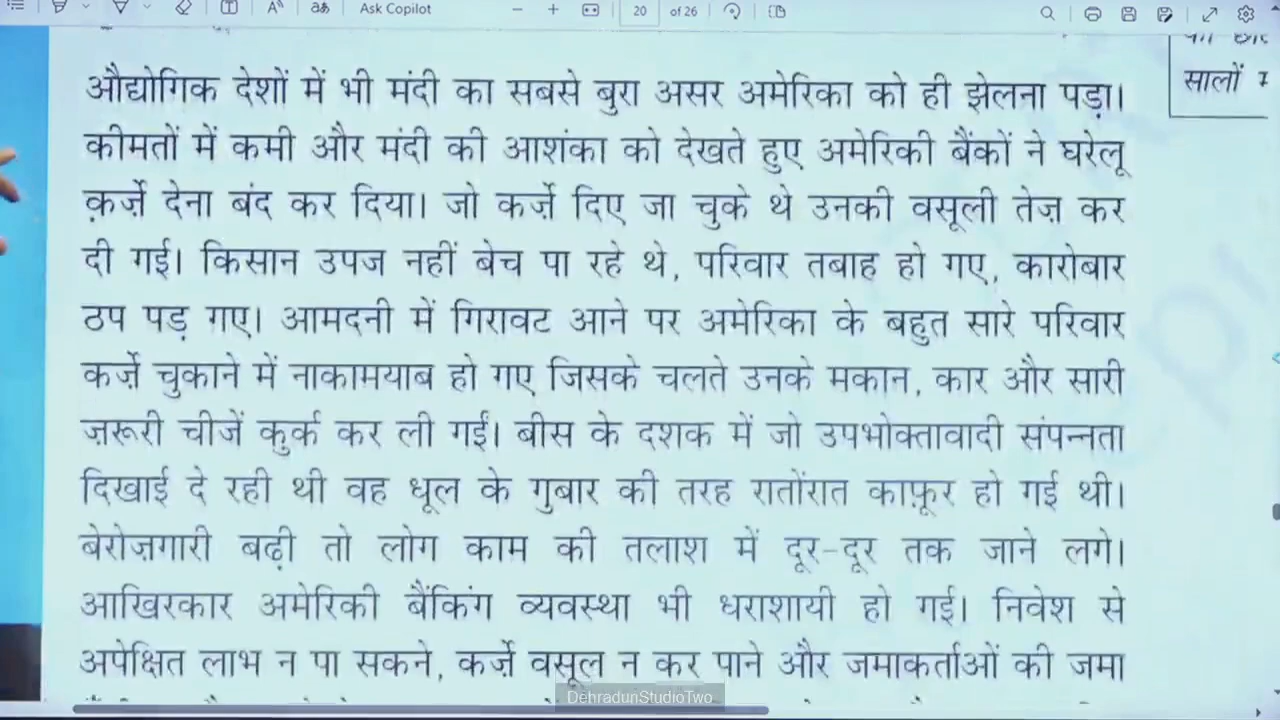 Ask Copilot
20 of 26
सालों
औद्योगिक देशों में भी मंदी का सबसे बुरा असर अमेरिका को ही झेलना पड़ा।
कीमतों में कमी और मंदी की आशंका को देखते हुए अमेरिकी बैंकों ने घरेलू
क़र्ज़े देना बंद कर दिया। जो कर्ज़े दिए जा चुके थे उनकी वसूली तेज़ कर
दी गई। किसान उपज नहीं बेच पा रहे थे, परिवार तबाह हो गए, कारोबार
ठप पड़ गए। आमदनी में गिरावट आने पर अमेरिका के बहुत सारे परिवार
कर्ज़े चुकाने में नाकामयाब हो गए जिसके चलते उनके मकान, कार और सारी
ज़रूरी चीजें कुर्क कर ली गईं। बीस के दशक में जो उपभोक्तावादी संपन्नता
दिखाई दे रही थी वह धूल के गुबार की तरह रातोंरात काफ़ूर हो गई थी।
बेरोज़गारी बढ़ी तो लोग काम की तलाश में दूर-दूर तक जाने लगे।
आखिरकार अमेरिकी बैंकिंग व्यवस्था भी धराशायी हो गई। निवेश से
अपेक्षित लाभ न पा सकने, कर्ज़े वसूल न कर पाने और जमाकर्ताओं की जमा
DehradunStudioTwo